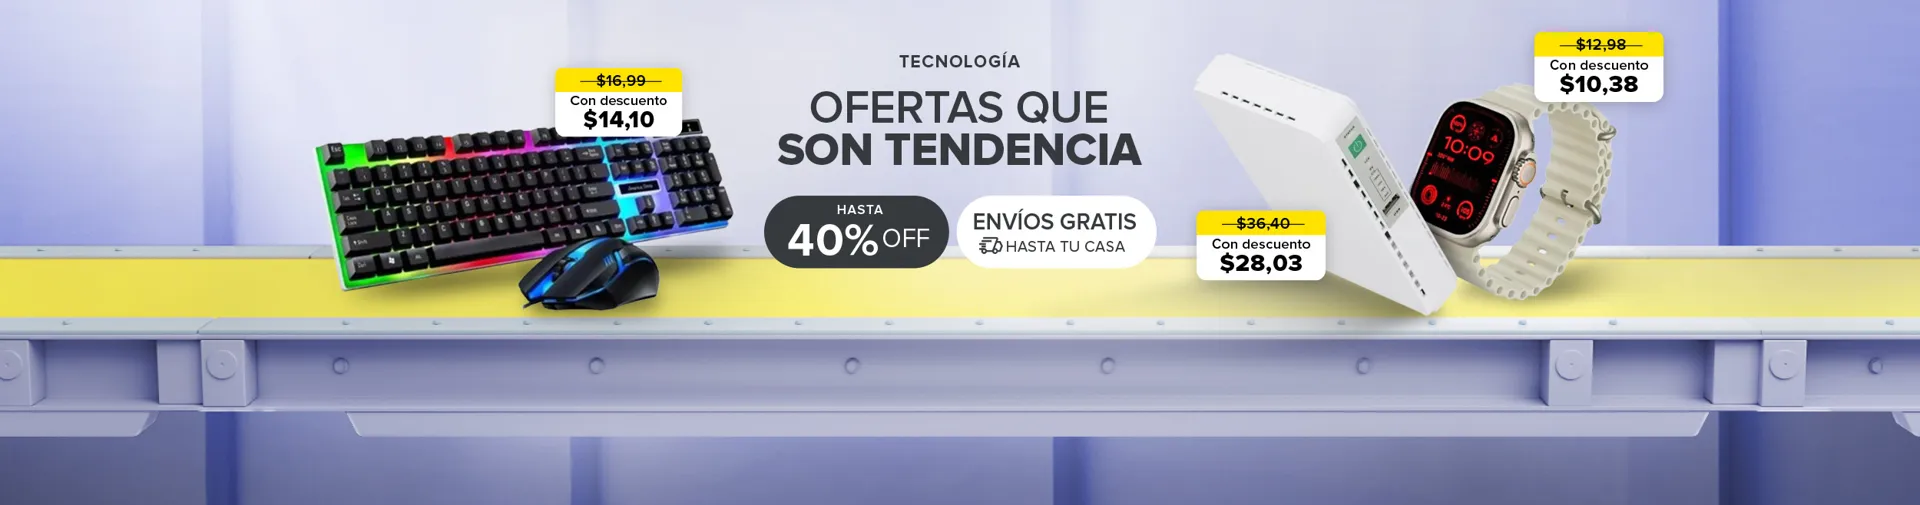 TECNOLOGÍA
OFERTAS QUE
SON TENDENCIA
HASTA
40% OFF
ENVÍOS GRATIS
HASTA TU CASA
$16,99
Con descuento
$14,10
$36,40
Con descuento
$28,03
$12,98
Con descuento
$10,38
10:09
Esc